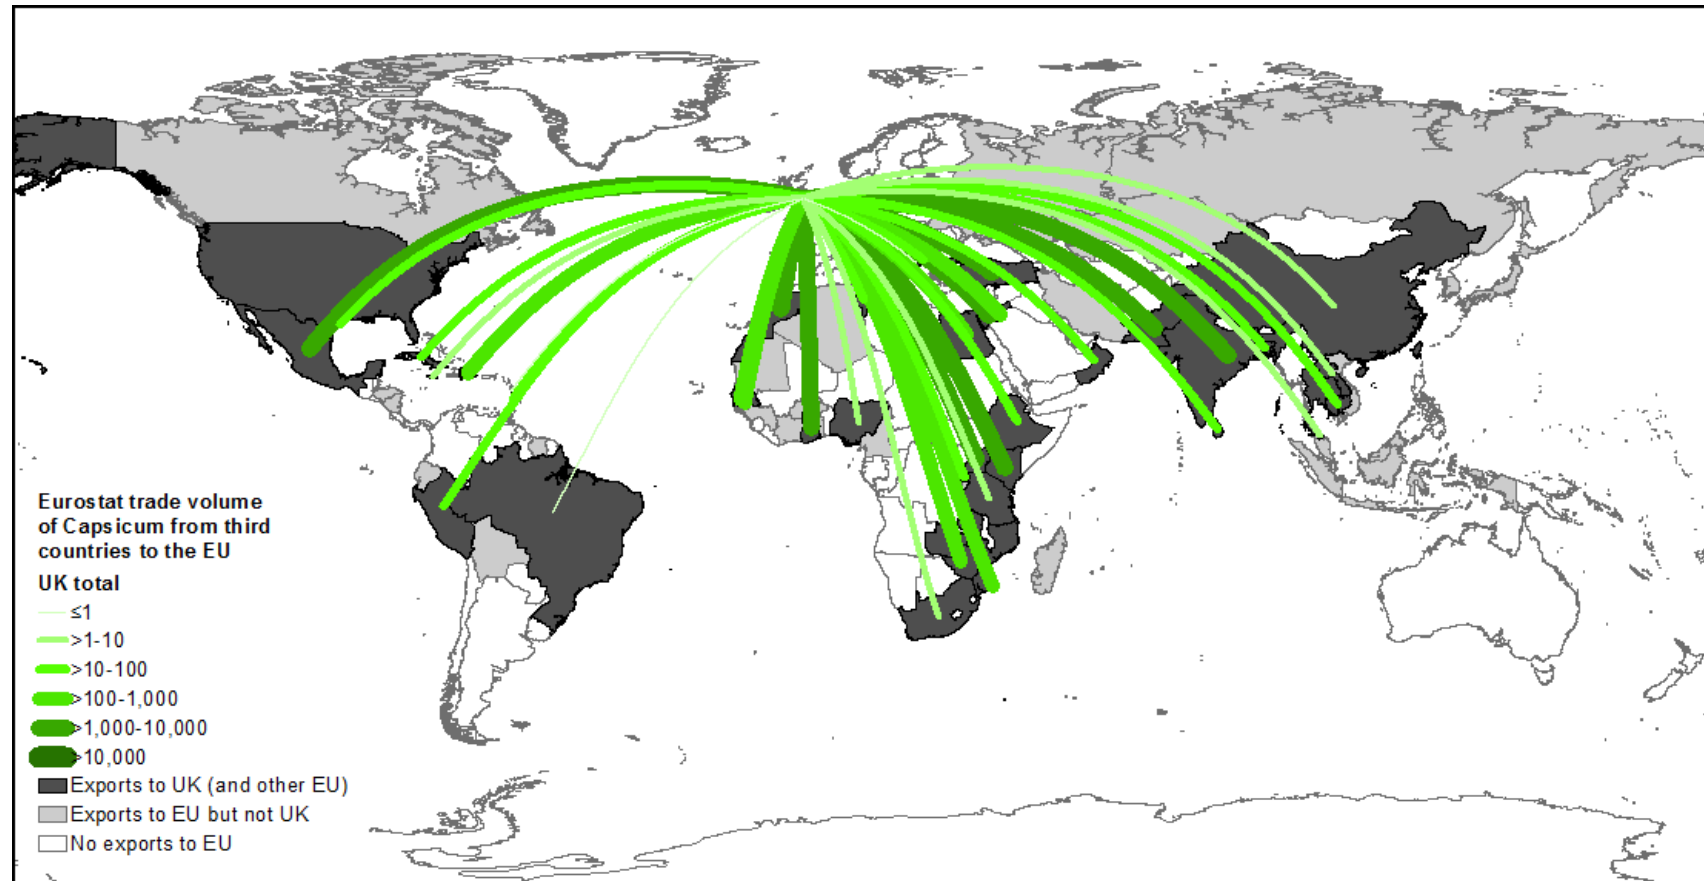 Eurostat trade volume
of Capsicum from third
countries to the EU
UK total
≤1
>1-10
>10-100
>100-1,000
>1,000-10,000
>10,000
Exports to UK (and other EU)
Exports to EU but not UK
No exports to EU